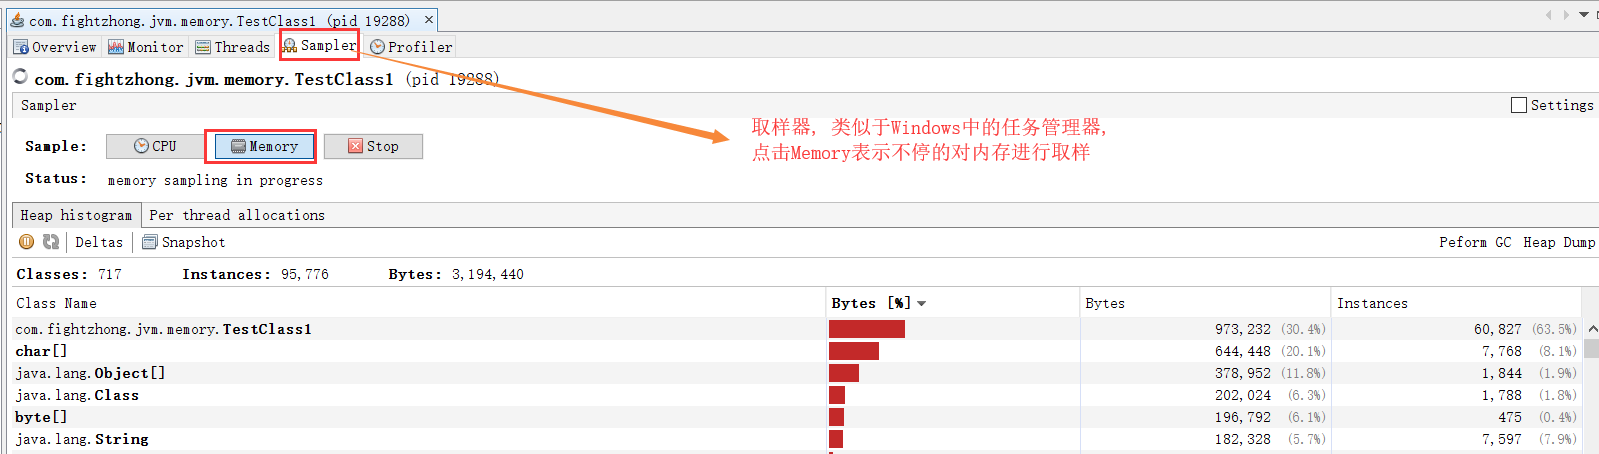 com.fightzhong.jvm.memory.TestClass1 (pid 19288) ×
Overview Monitor Threads Sampler Profiler
com.fightzhong.jvm.memory.TestClass1 (pid 19288)
Sampler Settings
取样器, 类似于Windows中的任务管理器,
点击Memory表示不停的对内存进行取样
Sample: CPU Memory Stop
Status: memory sampling in progress
Heap histogram Per thread allocations
Deltas Snapshot Peform GC Heap Dump
Classes: 717 Instances: 95,776 Bytes: 3,194,440
Class Name Bytes [%] Bytes Instances
com.fightzhong.jvm.memory.TestClass1 973,232 (30.4%) 60,827 (63.5%)
char[] 644,448 (20.1%) 7,768 (8.1%)
java.lang.Object[] 378,952 (11.8%) 1,844 (1.9%)
java.lang.Class 202,024 (6.3%) 1,788 (1.8%)
byte[] 196,792 (6.1%) 475 (0.4%)
java.lang.String 182,328 (5.7%) 7,597 (7.9%)